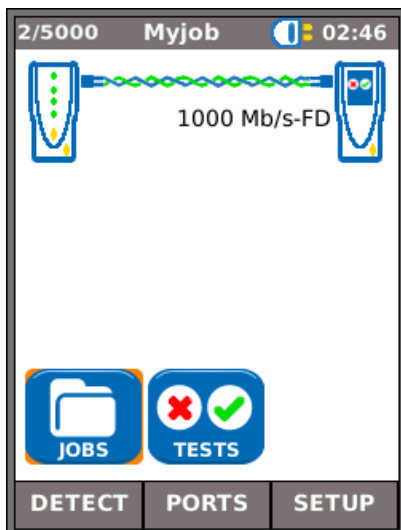 2/5000 Myjob 02:46
1000 Mb/s-FD
JOBS TESTS
DETECT PORTS SETUP